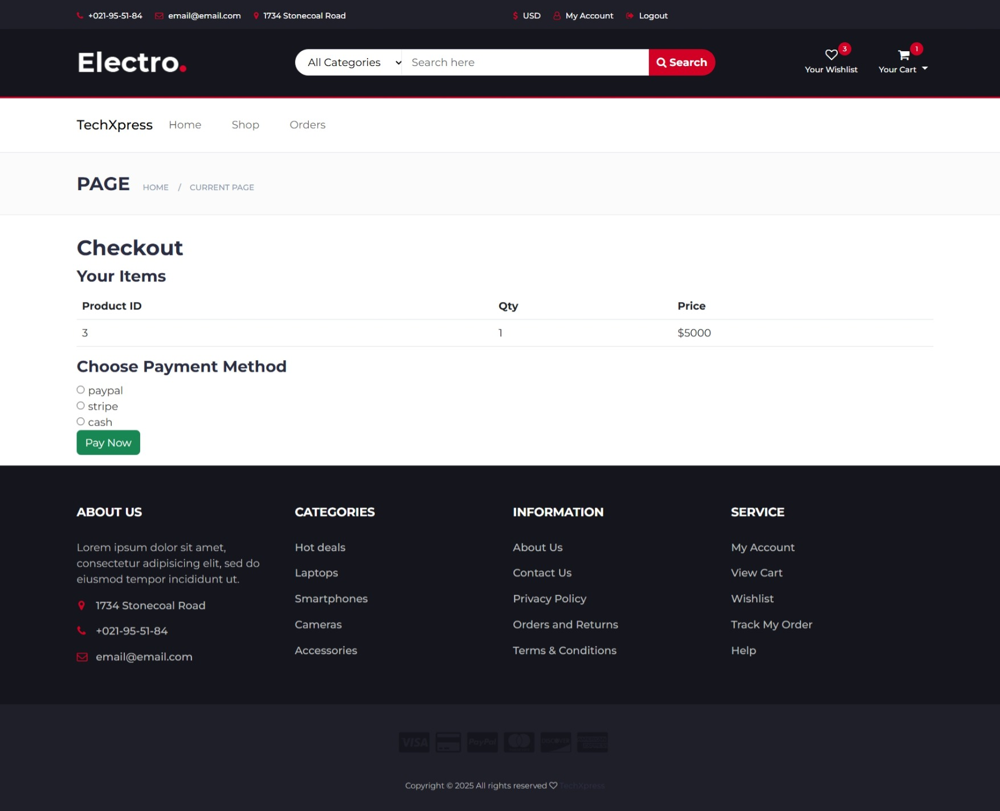 +021-95-51-84 email@email.com 1734 Stonecoal Road $ USD My Account Logout
Electro. All Categories Search here Search 3 Your Wishlist 1 Your Cart
TechXpress Home Shop Orders
PAGE HOME / CURRENT PAGE
Checkout
Your Items
Product ID Qty Price
3 1 $5000
Choose Payment Method
paypal
stripe
cash
Pay Now
ABOUT US CATEGORIES INFORMATION SERVICE
Lorem ipsum dolor sit amet, Hot deals About Us My Account
consectetur adipisicing elit, sed do
eiusmod tempor incididunt ut. Laptops Contact Us View Cart
1734 Stonecoal Road Smartphones Privacy Policy Wishlist
+021-95-51-84 Cameras Orders and Returns Track My Order
email@email.com Accessories Terms & Conditions Help
VISA PayPal DISCOVER AMERICAN EXPRESS
Copyright © 2025 All rights reserved TechXpress